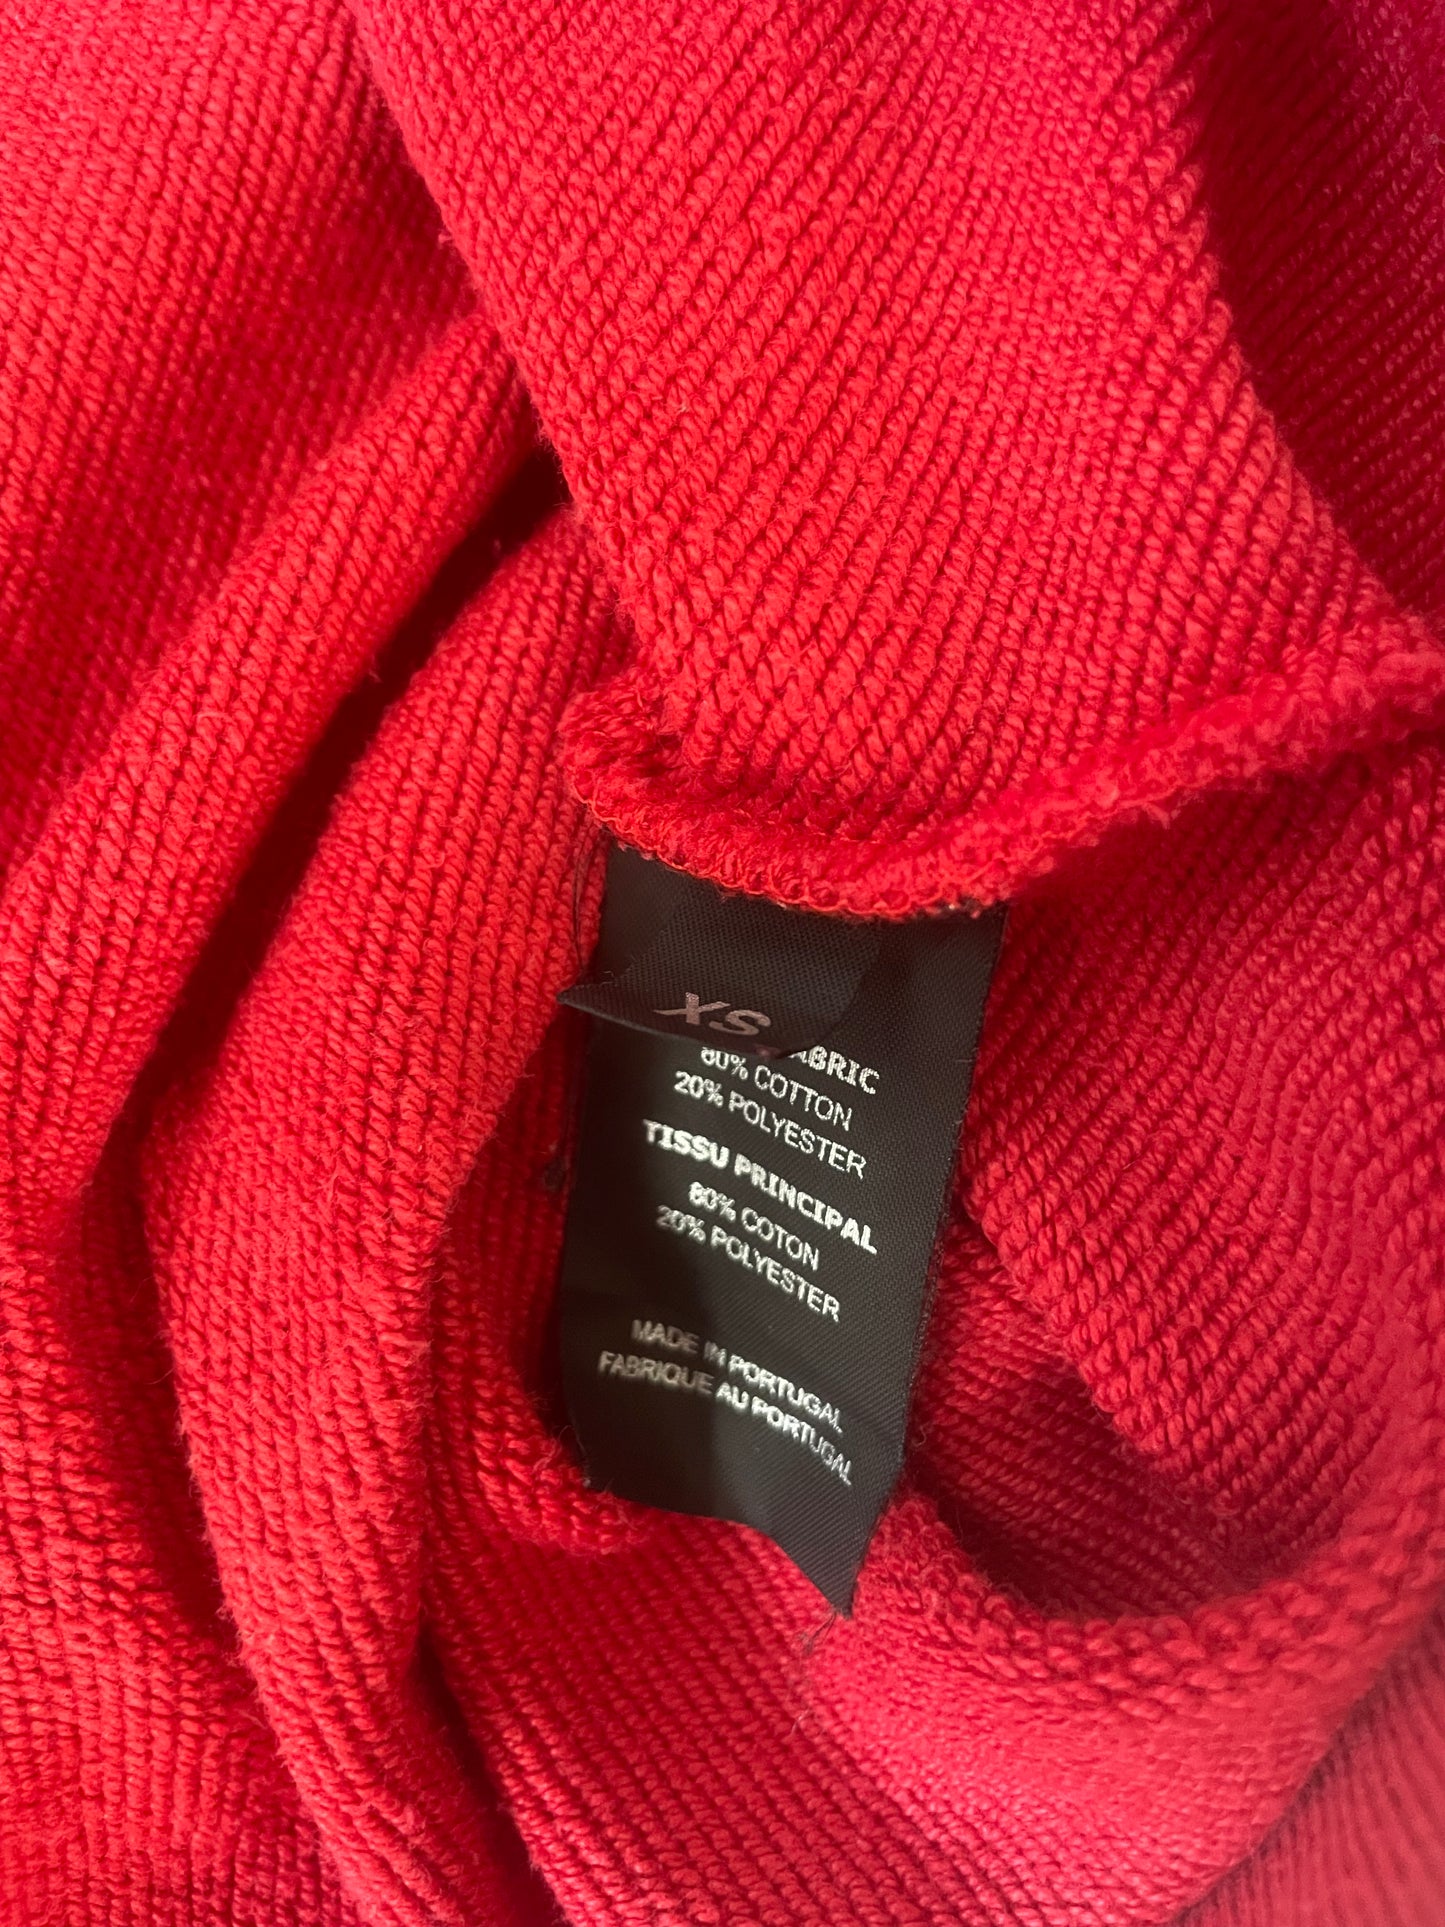 XS
80% COTTON
20% POLYESTER
TISSU PRINCIPAL
80% COTON
20% POLYESTER
MADE IN PORTUGAL
FABRIQUE AU PORTUGAL